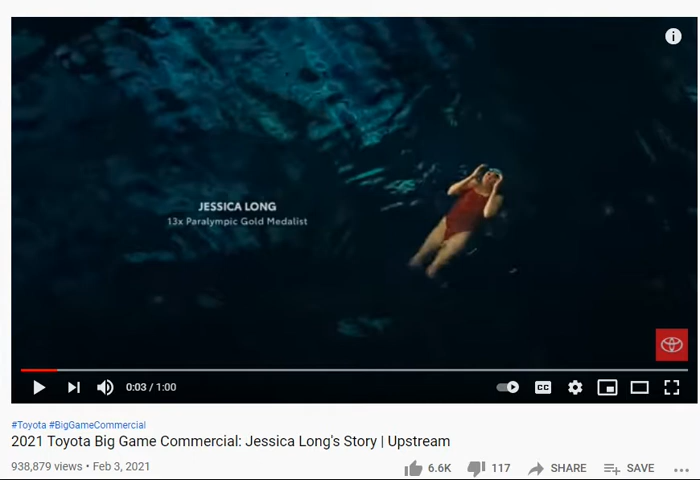 JESSICA LONG
13x Paralympic Gold Medalist
0:03 / 1:00
CC
#Toyota #BigGameCommercial
2021 Toyota Big Game Commercial: Jessica Long's Story | Upstream
938,879 views • Feb 3, 2021 6.6K 117 SHARE SAVE